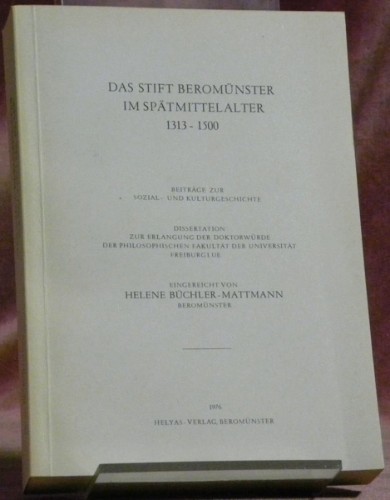 DAS STIFT BEROMÜNSTER
IM SPÄTMITTELALTER
1313 - 1500
BEITRÄGE ZUR
SOZIAL- UND KULTURGESCHICHTE
DISSERTATION
ZUR ERLANGUNG DER DOKTORWÜRDE
DER PHILOSOPHISCHEN FAKULTÄT DER UNIVERSITÄT
FREIBURG UE
EINGEREICHT VON
HELENE BÜCHLER-MATTMANN
BEROMÜNSTER
1976
HELYAS-VERLAG, BEROMÜNSTER